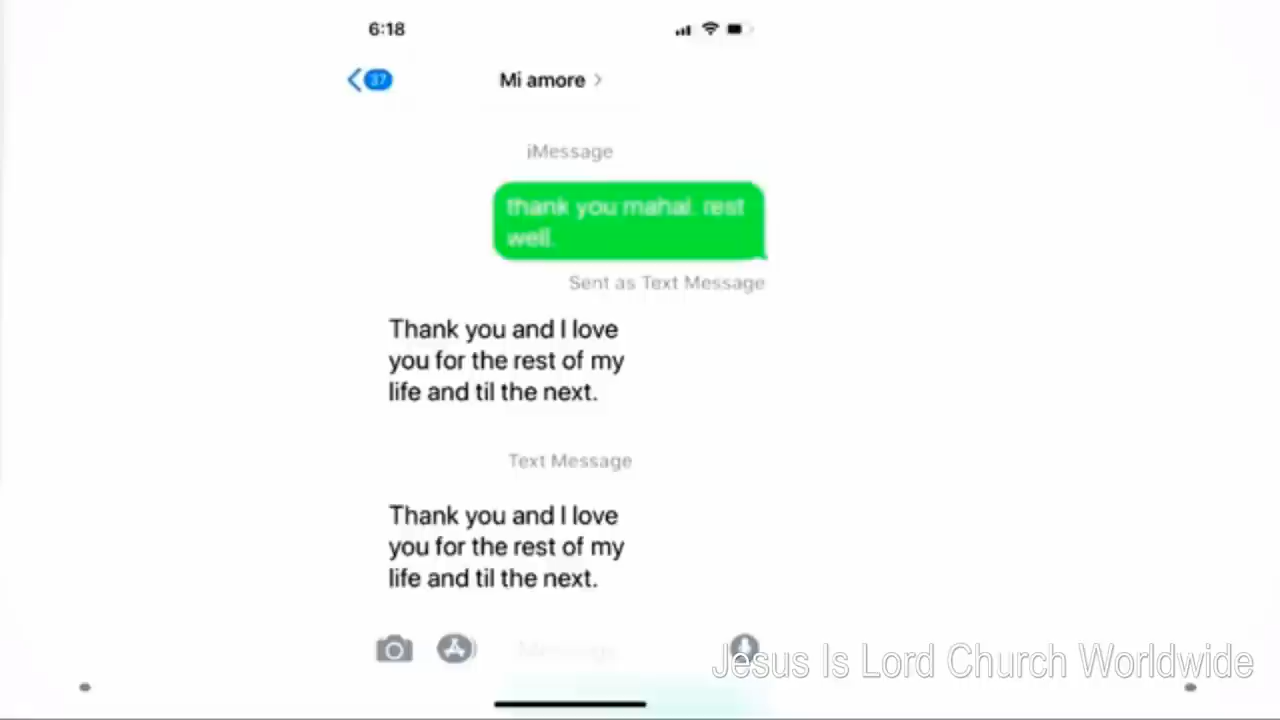 6:18
37
Mi amore
iMessage
thank you mahal. rest
well.
Sent as Text Message
Thank you and I love
you for the rest of my
life and til the next.
Text Message
Thank you and I love
you for the rest of my
life and til the next.
Message
Jesus Is Lord Church Worldwide